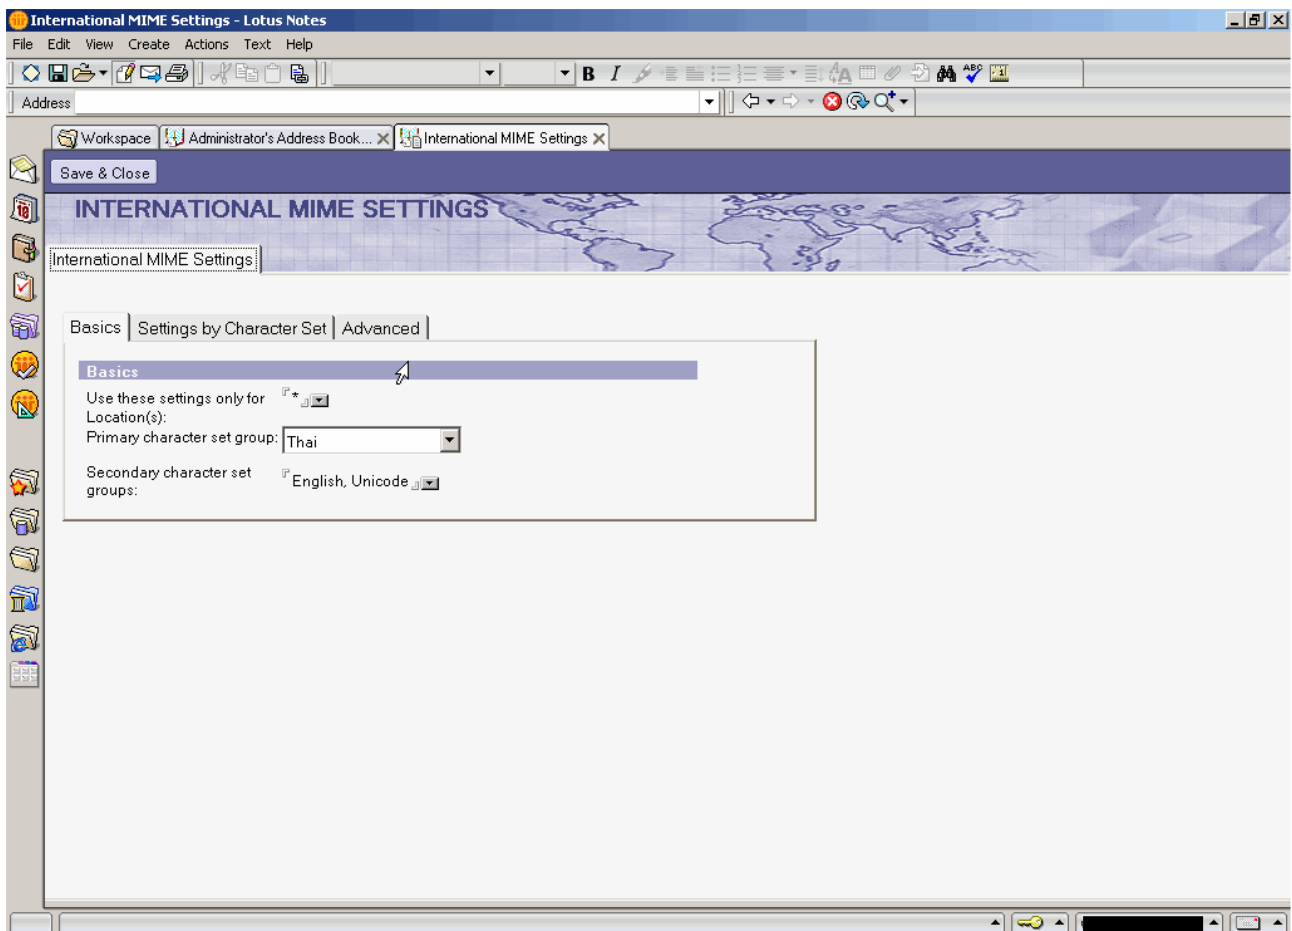 International MIME Settings - Lotus Notes
File Edit View Create Actions Text Help
B I ABC
Address
Workspace Administrator's Address Book... International MIME Settings
Save & Close
18
INTERNATIONAL MIME SETTINGS
International MIME Settings
Basics Settings by Character Set Advanced
Basics
Use these settings only for *
Location(s):
Primary character set group: Thai
Secondary character set English, Unicode
groups: